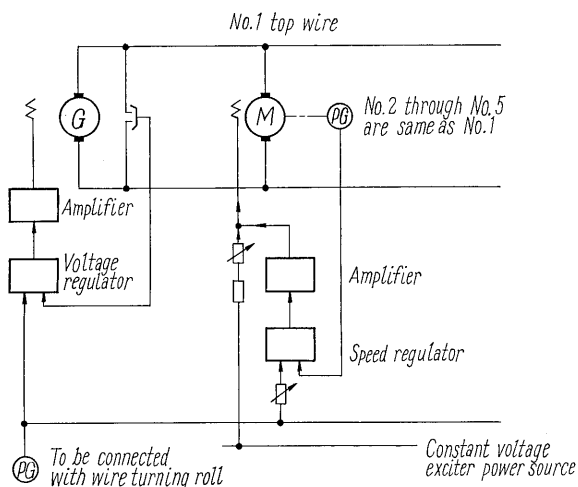 No.1 top wire
G
M
PG
No.2 through No.5
are same as No.1
Amplifier
Voltage
regulator
Amplifier
Speed regulator
PG
To be connected
with wire turning roll
Constant voltage
exciter power source